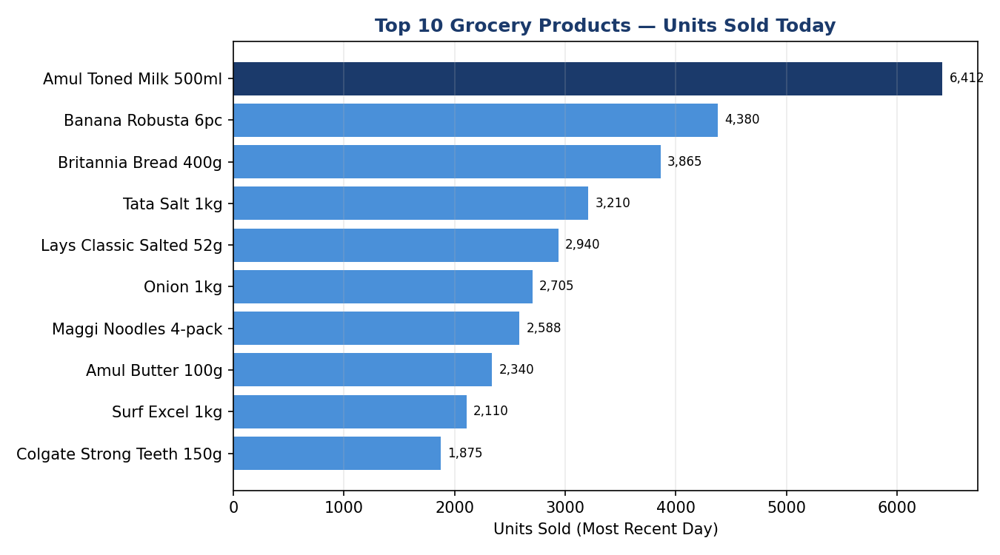 Top 10 Grocery Products — Units Sold Today
Amul Toned Milk 500ml 6,412
Banana Robusta 6pc 4,380
Britannia Bread 400g 3,865
Tata Salt 1kg 3,210
Lays Classic Salted 52g 2,940
Onion 1kg 2,705
Maggi Noodles 4-pack 2,588
Amul Butter 100g 2,340
Surf Excel 1kg 2,110
Colgate Strong Teeth 150g 1,875
0 1000 2000 3000 4000 5000 6000
Units Sold (Most Recent Day)